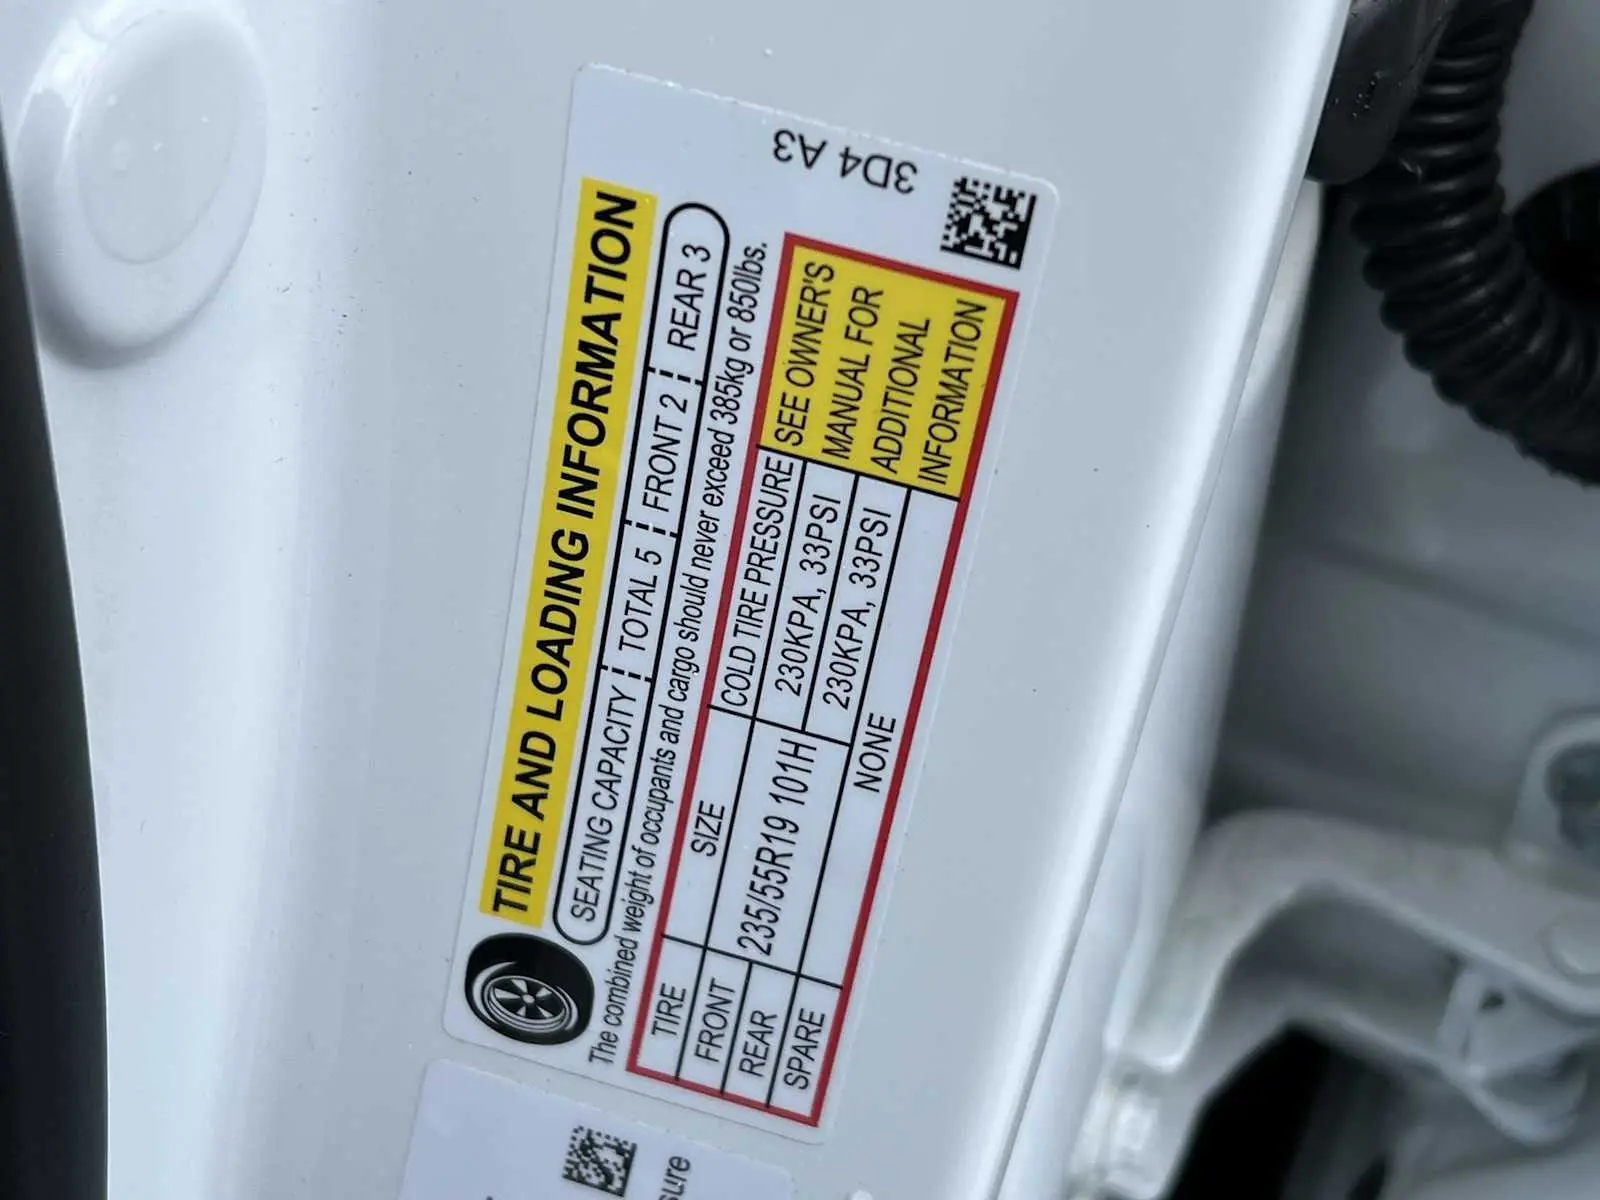 3D4 A3
TIRE AND LOADING INFORMATION
SEATING CAPACITY TOTAL 5 FRONT 2 REAR 3
The combined weight of occupants and cargo should never exceed 385kg or 850lbs.
TIRE SIZE COLD TIRE PRESSURE SEE OWNER'S
FRONT 235/55R19 101H 230KPA, 33PSI MANUAL FOR
REAR 230KPA, 33PSI ADDITIONAL
SPARE NONE INFORMATION
sure